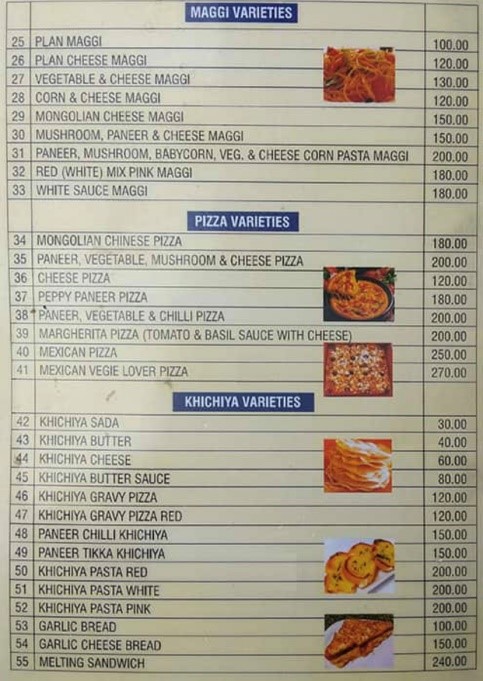 MAGGI VARIETIES
25 PLAN MAGGI 100.00
26 PLAN CHEESE MAGGI 120.00
27 VEGETABLE & CHEESE MAGGI 130.00
28 CORN & CHEESE MAGGI 120.00
29 MONGOLIAN CHEESE MAGGI 150.00
30 MUSHROOM, PANEER & CHEESE MAGGI 150.00
31 PANEER, MUSHROOM, BABYCORN, VEG. & CHEESE CORN PASTA MAGGI 200.00
32 RED (WHITE) MIX PINK MAGGI 180.00
33 WHITE SAUCE MAGGI 180.00
PIZZA VARIETIES
34 MONGOLIAN CHINESE PIZZA 180.00
35 PANEER, VEGETABLE, MUSHROOM & CHEESE PIZZA 200.00
36 CHEESE PIZZA 120.00
37 PEPPY PANEER PIZZA 180.00
38 PANEER, VEGETABLE & CHILLI PIZZA 200.00
39 MARGHERITA PIZZA (TOMATO & BASIL SAUCE WITH CHEESE) 200.00
40 MEXICAN PIZZA 250.00
41 MEXICAN VEGIE LOVER PIZZA 270.00
KHICHIYA VARIETIES
42 KHICHIYA SADA 30.00
43 KHICHIYA BUTTER 40.00
44 KHICHIYA CHEESE 60.00
45 KHICHIYA BUTTER SAUCE 80.00
46 KHICHIYA GRAVY PIZZA 120.00
47 KHICHIYA GRAVY PIZZA RED 120.00
48 PANEER CHILLI KHICHIYA 150.00
49 PANEER TIKKA KHICHIYA 150.00
50 KHICHIYA PASTA RED 200.00
51 KHICHIYA PASTA WHITE 200.00
52 KHICHIYA PASTA PINK 200.00
53 GARLIC BREAD 100.00
54 GARLIC CHEESE BREAD 150.00
55 MELTING SANDWICH 240.00